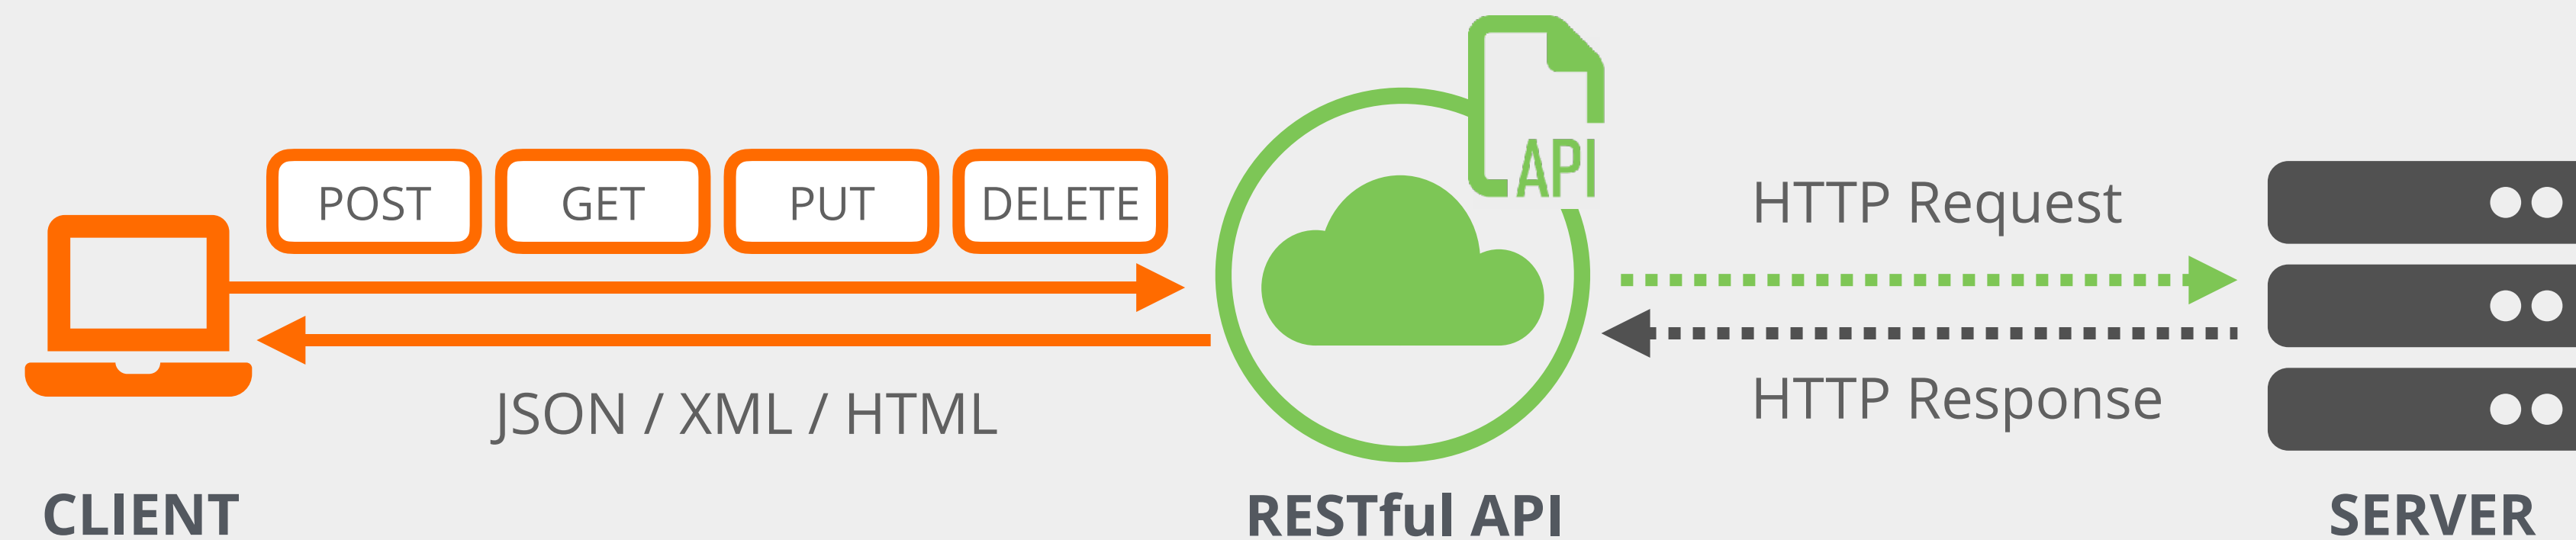 POST
GET
PUT
DELETE
API
HTTP Request
JSON / XML / HTML
HTTP Response
CLIENT
RESTful API
SERVER